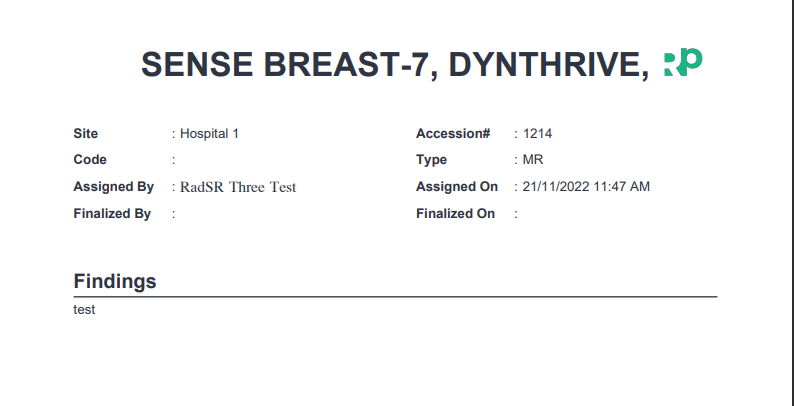 SENSE BREAST-7, DYNTHRIVE, RP
Site : Hospital 1 Accession# : 1214
Code : Type : MR
Assigned By : RadSR Three Test Assigned On : 21/11/2022 11:47 AM
Finalized By : Finalized On :
Findings
test